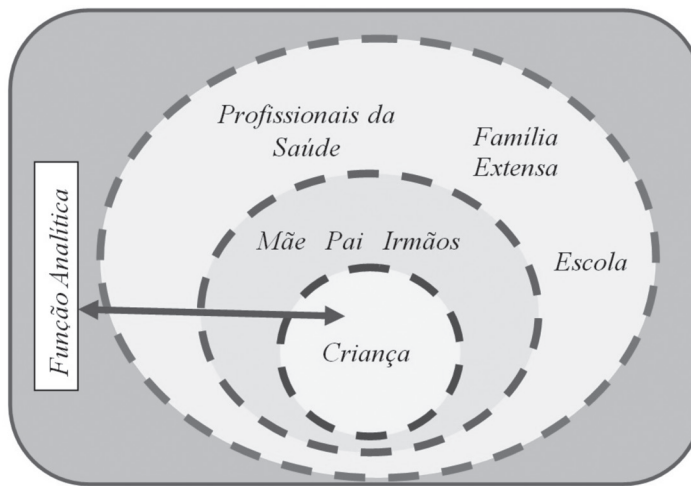 Profissionais da
Saúde
Família
Extensa
Função Analítica
Mãe Pai Irmãos
Escola
Criança